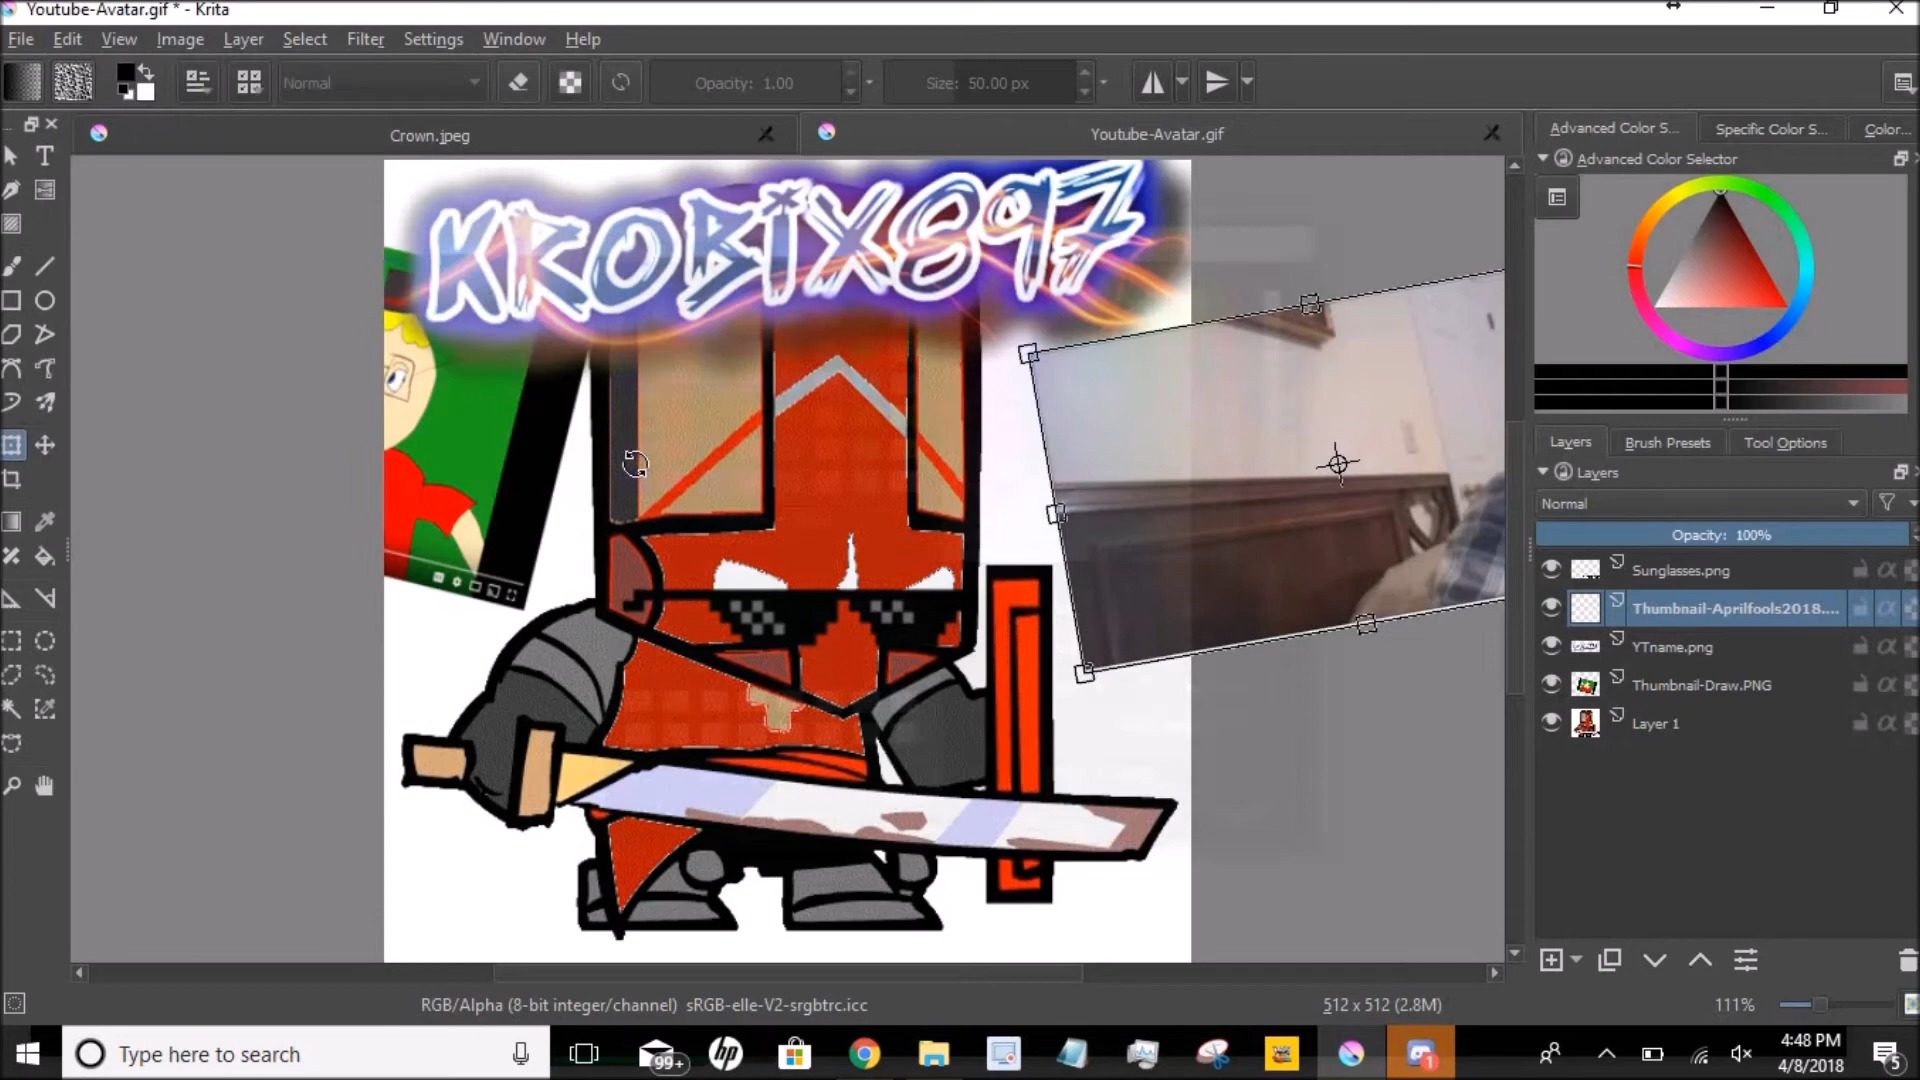 Youtube-Avatar.gif * - Krita
File Edit View Image Layer Select Filter Settings Window Help
Normal Opacity: 1.00 Size: 50.00 px
Crown.jpeg Youtube-Avatar.gif
Advanced Color S... Specific Color S... Color...
Advanced Color Selector
KROBIX897
Layers Brush Presets Tool Options
Layers
Normal
Opacity: 100%
Sunglasses.png
Thumbnail-Aprilfools2018....
YTname.png
Thumbnail-Draw.PNG
Layer 1
RGB/Alpha (8-bit integer/channel) sRGB-elle-V2-srgbtrc.icc 512 x 512 (2.8M) 111%
Type here to search 99+ hp 1 4:48 PM
4/8/2018 5